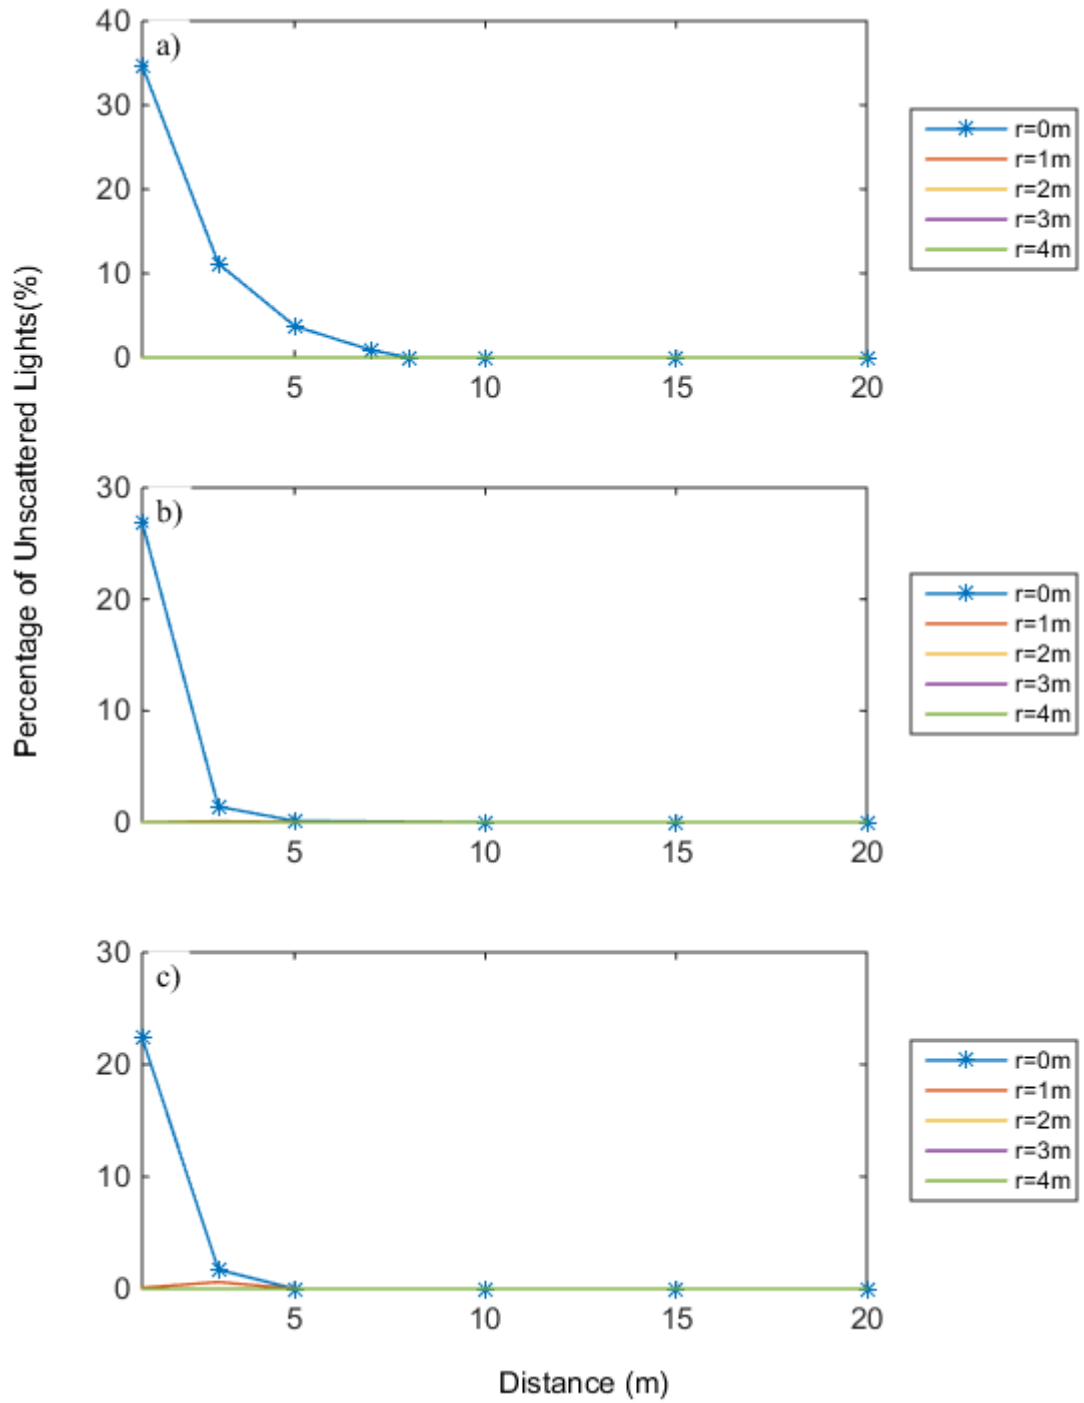 Percentage of Unscattered Lights(%)
a)
40
30
20
10
0
5 10 15 20
r=0m
r=1m
r=2m
r=3m
r=4m
b)
30
20
10
0
5 10 15 20
r=0m
r=1m
r=2m
r=3m
r=4m
c)
30
20
10
0
5 10 15 20
r=0m
r=1m
r=2m
r=3m
r=4m
Distance (m)